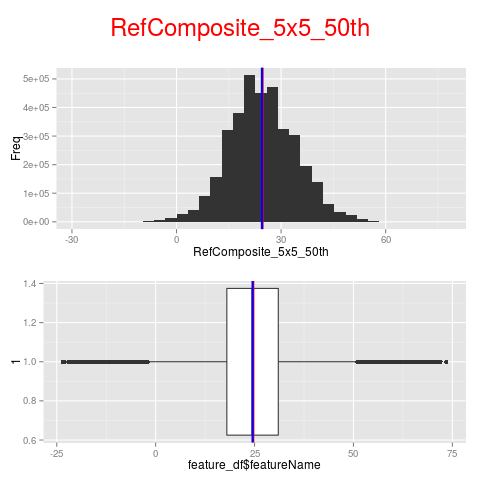 RefComposite_5x5_50th
5e+05
4e+05
3e+05
2e+05
1e+05
0e+00
Freq
-30 0 30 60
RefComposite_5x5_50th
1.4
1.2
1.0
0.8
0.6
1
-25 0 25 50 75
feature_df$featureName